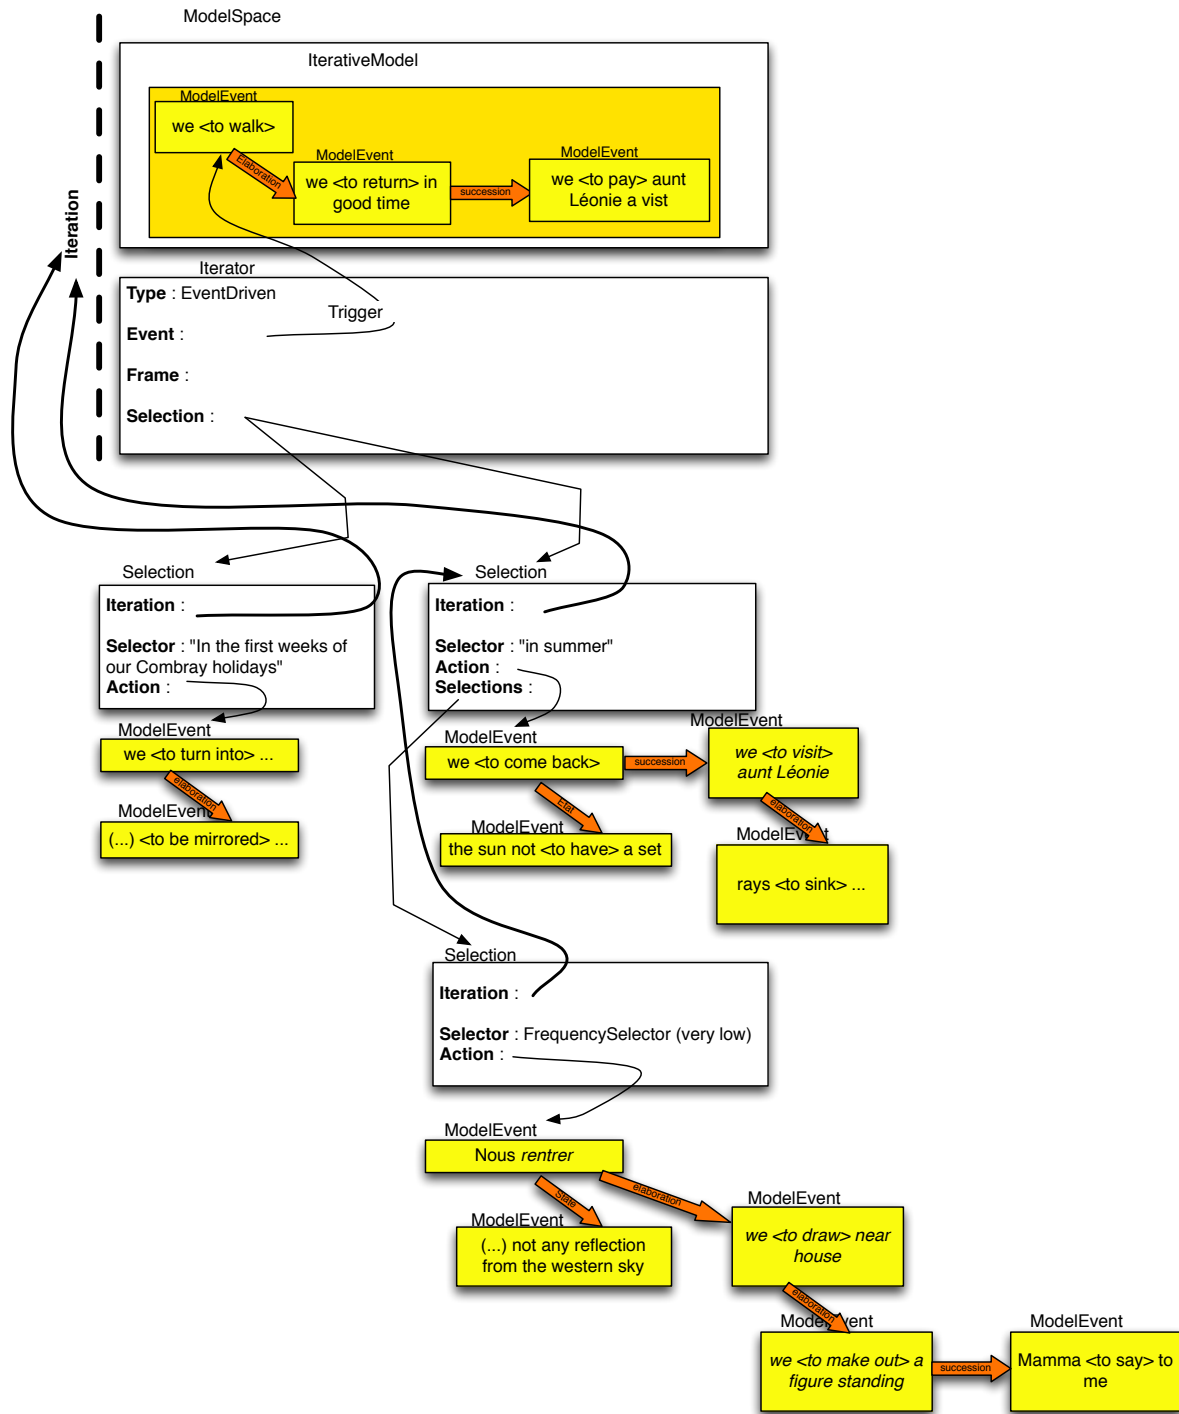 ModelSpace
IterativeModel
ModelEvent
we <to walk>
Elaboration
ModelEvent
we <to return> in
good time
succession
ModelEvent
we <to pay> aunt
Léonie a vist
Iteration
Iterator
Type : EventDriven
Trigger
Event :
Frame :
Selection :
Selection
Iteration :
Selector : "In the first weeks of
our Combray holidays"
Action :
ModelEvent
we <to turn into> ...
elaboration
ModelEvent
(...) <to be mirrored> ...
Selection
Iteration :
Selector : "in summer"
Action :
Selections :
ModelEvent
we <to come back>
succession
ModelEvent
we <to visit>
aunt Léonie
Etat
ModelEvent
the sun not <to have> a set
elaboration
ModelEvent
rays <to sink> ...
Selection
Iteration :
Selector : FrequencySelector (very low)
Action :
ModelEvent
Nous rentrer
State
ModelEvent
(...) not any reflection
from the western sky
elaboration
ModelEvent
we <to draw> near
house
elaboration
ModelEvent
we <to make out> a
figure standing
succession
ModelEvent
Mamma <to say> to
me